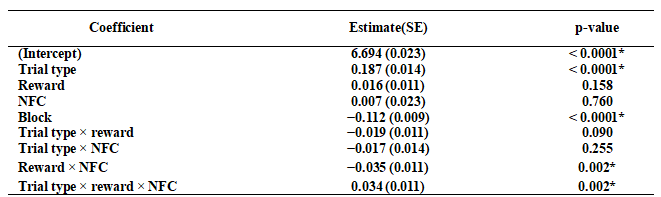 Coefficient Estimate(SE) p-value
(Intercept) 6.694 (0.023) < 0.0001*
Trial type 0.187 (0.014) < 0.0001*
Reward 0.016 (0.011) 0.158
NFC 0.007 (0.023) 0.760
Block −0.112 (0.009) < 0.0001*
Trial type × reward −0.019 (0.011) 0.090
Trial type × NFC −0.017 (0.014) 0.255
Reward × NFC −0.035 (0.011) 0.002*
Trial type × reward × NFC 0.034 (0.011) 0.002*